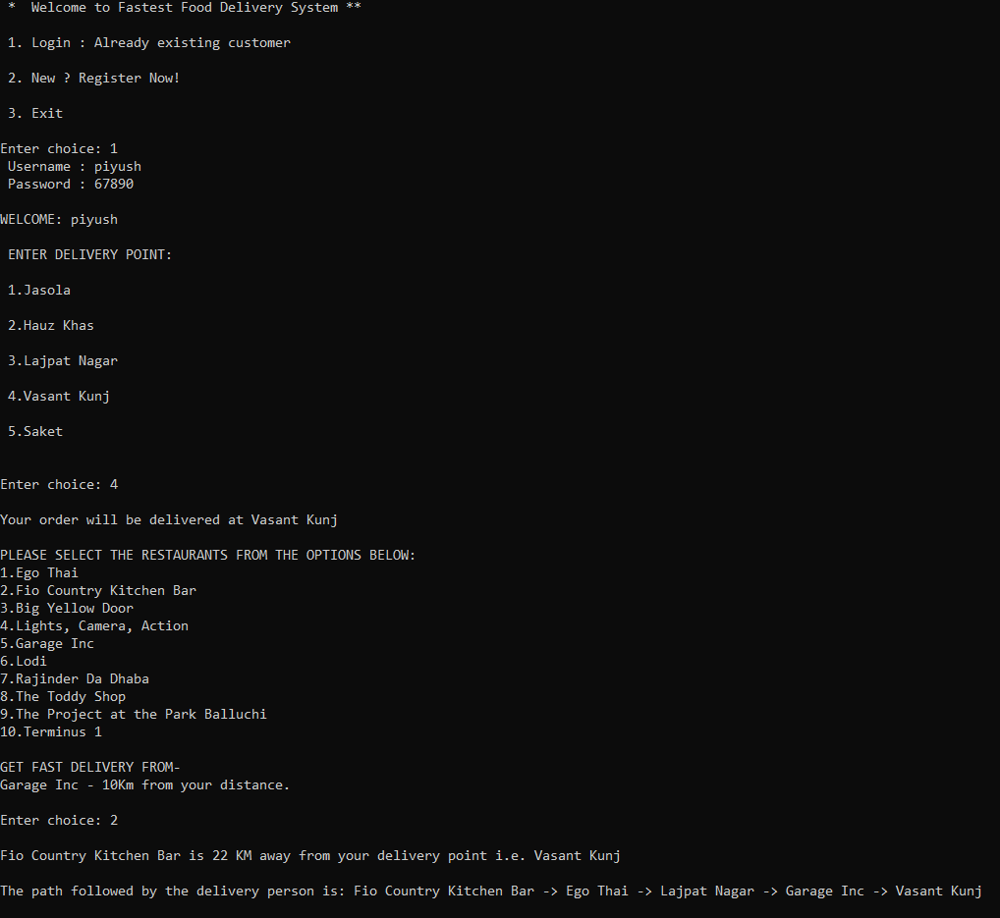 *  Welcome to Fastest Food Delivery System **
1. Login : Already existing customer
2. New ? Register Now!
3. Exit
Enter choice: 1
Username : piyush
Password : 67890
WELCOME: piyush
ENTER DELIVERY POINT:
1.Jasola
2.Hauz Khas
3.Lajpat Nagar
4.Vasant Kunj
5.Saket
Enter choice: 4
Your order will be delivered at Vasant Kunj
PLEASE SELECT THE RESTAURANTS FROM THE OPTIONS BELOW:
1.Ego Thai
2.Fio Country Kitchen Bar
3.Big Yellow Door
4.Lights, Camera, Action
5.Garage Inc
6.Lodi
7.Rajinder Da Dhaba
8.The Toddy Shop
9.The Project at the Park Balluchi
10.Terminus 1
GET FAST DELIVERY FROM-
Garage Inc - 10Km from your distance.
Enter choice: 2
Fio Country Kitchen Bar is 22 KM away from your delivery point i.e. Vasant Kunj
The path followed by the delivery person is: Fio Country Kitchen Bar -> Ego Thai -> Lajpat Nagar -> Garage Inc -> Vasant Kunj